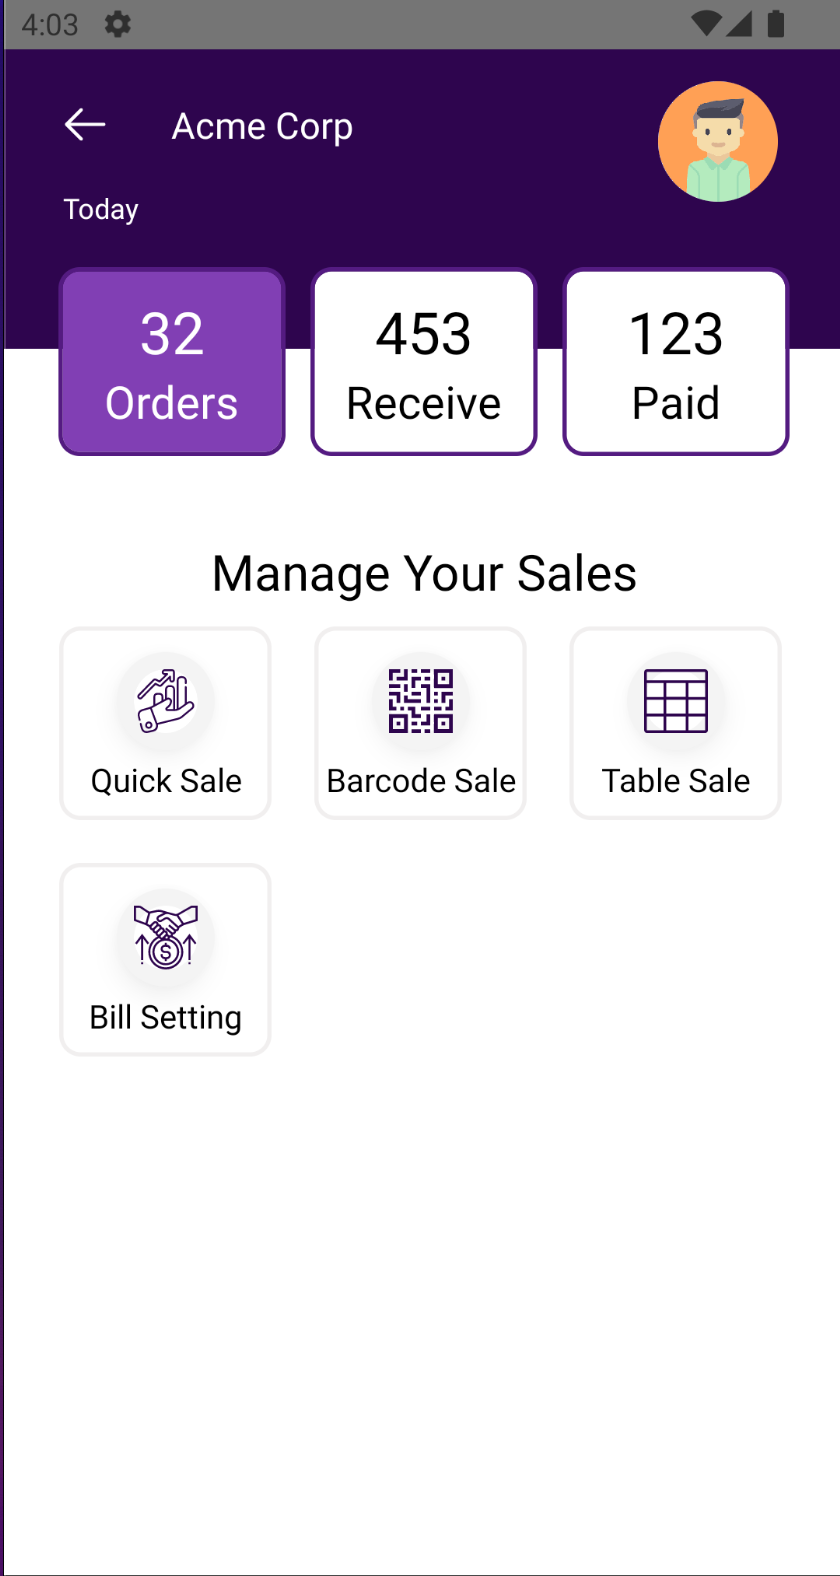 4:03
Acme Corp
Today
32 453 123
Orders Receive Paid
Manage Your Sales
Quick Sale Barcode Sale Table Sale
$
Bill Setting